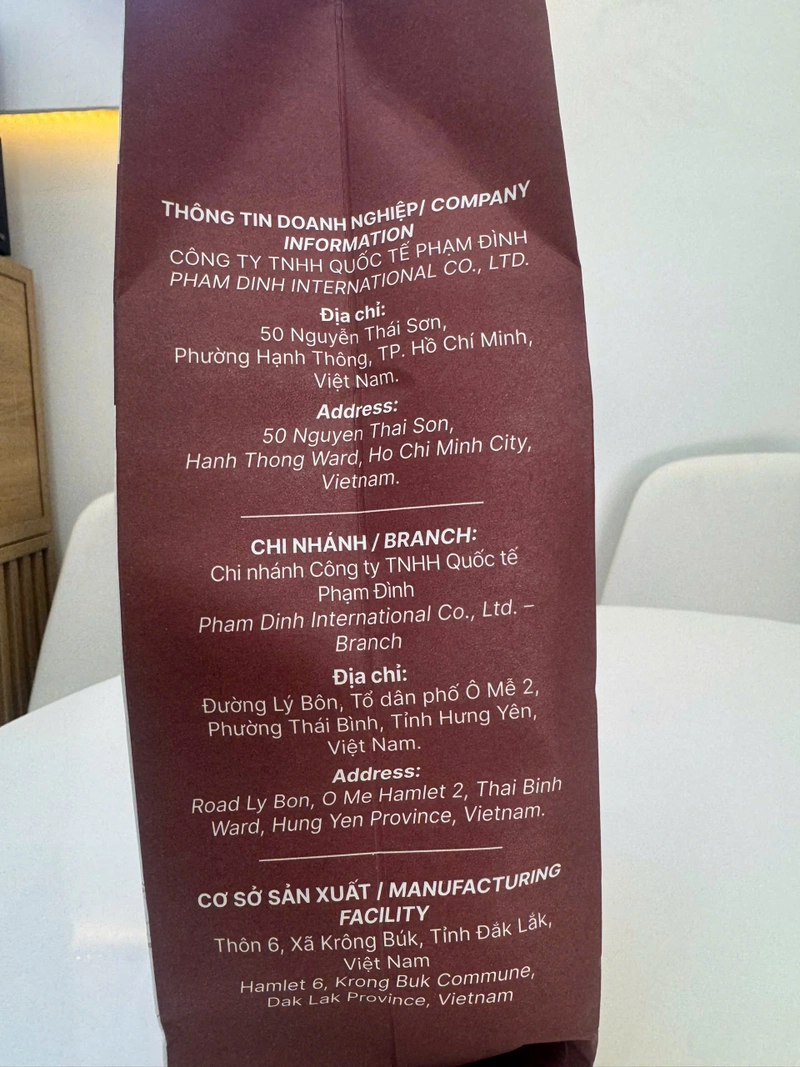 THÔNG TIN DOANH NGHIỆP/ COMPANY
INFORMATION
CÔNG TY TNHH QUỐC TẾ PHẠM ĐÌNH
PHAM DINH INTERNATIONAL CO., LTD.
Địa chỉ:
50 Nguyễn Thái Sơn,
Phường Hạnh Thông, TP. Hồ Chí Minh,
Việt Nam.
Address:
50 Nguyen Thai Son,
Hanh Thong Ward, Ho Chi Minh City,
Vietnam.
CHI NHÁNH / BRANCH:
Chi nhánh Công ty TNHH Quốc tế
Phạm Đình
Pham Dinh International Co., Ltd. –
Branch
Địa chỉ:
Đường Lý Bôn, Tổ dân phố Ô Mễ 2,
Phường Thái Bình, Tỉnh Hưng Yên,
Việt Nam.
Address:
Road Ly Bon, O Me Hamlet 2, Thai Binh
Ward, Hung Yen Province, Vietnam.
CƠ SỞ SẢN XUẤT / MANUFACTURING
FACILITY
Thôn 6, Xã Krông Búk, Tỉnh Đắk Lắk,
Việt Nam
Hamlet 6, Krong Buk Commune,
Dak Lak Province, Vietnam